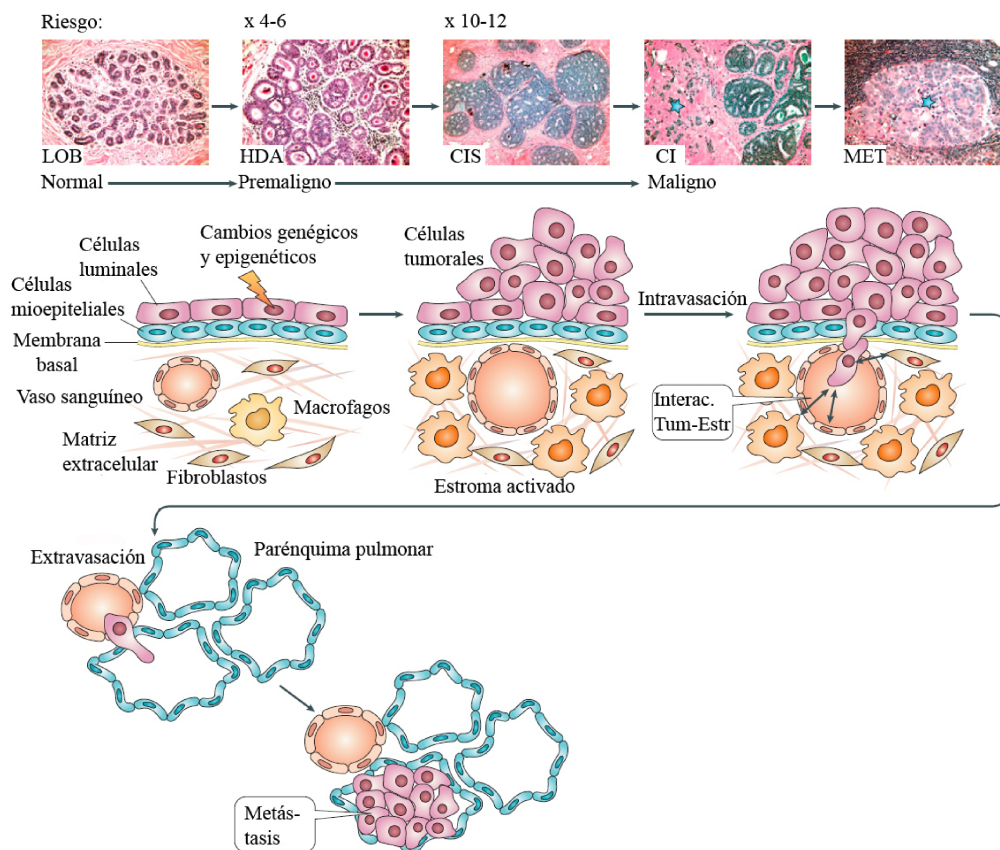 Riesgo:
x 4-6
x 10-12
LOB
HDA
CIS
CI
MET
Normal
Premaligno
Maligno
Células
luminales
Cambios genégicos
y epigenéticos
Células
mioepiteliales
Membrana
basal
Vaso sanguíneo
Macrofagos
Matriz
extracelular
Fibroblastos
Células
tumorales
Estroma activado
Intravasación
Interac.
Tum-Estr
Extravasación
Parénquima pulmonar
Metás-
tasis